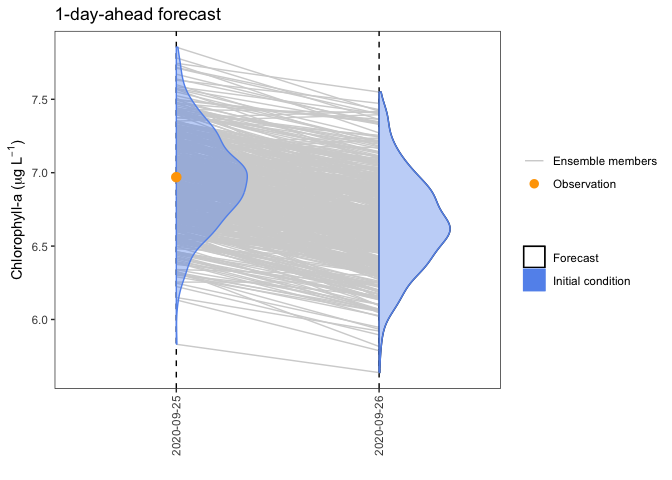 1-day-ahead forecast
Chlorophyll-a (μg L⁻¹)
7.5
7.0
6.5
6.0
2020-09-25
2020-09-26
Ensemble members
Observation
Forecast
Initial condition